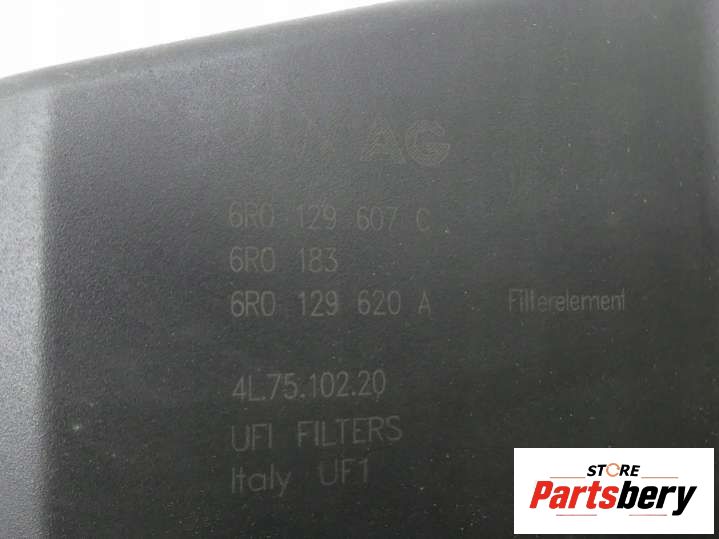 AG
6R0 129 607 C
6R0 183
6R0 129 620 A Filterelement
4L.75.102.20
UFI FILTERS
Italy UF1
STORE
Partsbery